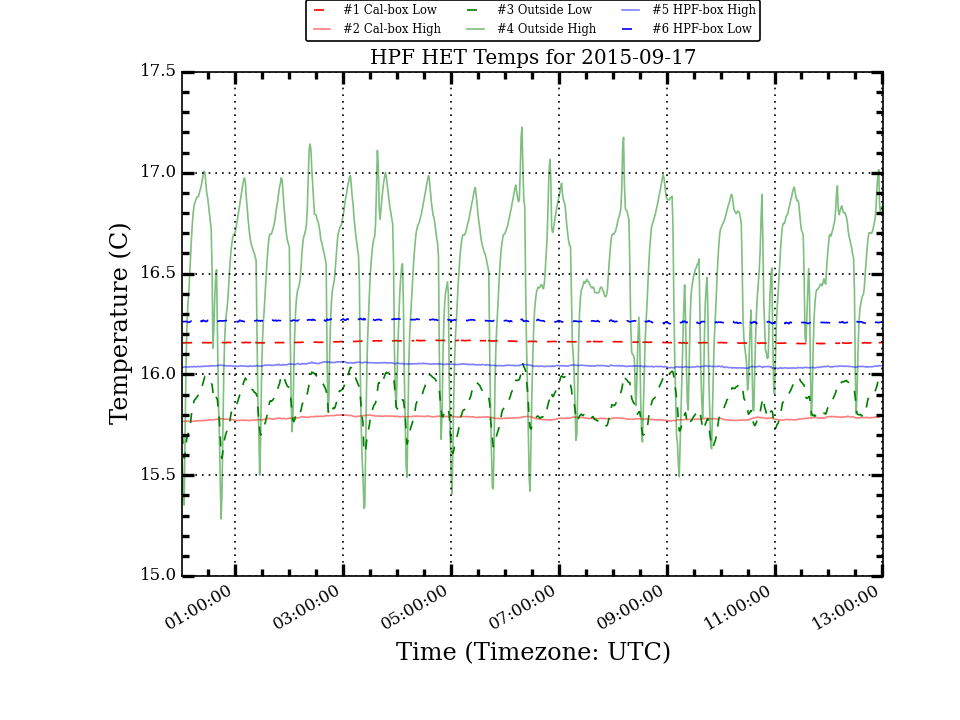 #1 Cal-box Low #3 Outside Low #5 HPF-box High
#2 Cal-box High #4 Outside High #6 HPF-box Low
HPF HET Temps for 2015-09-17
17.5
17.0
16.5
16.0
15.5
15.0
Temperature (C)
01:00:00 03:00:00 05:00:00 07:00:00 09:00:00 11:00:00 13:00:00
Time (Timezone: UTC)